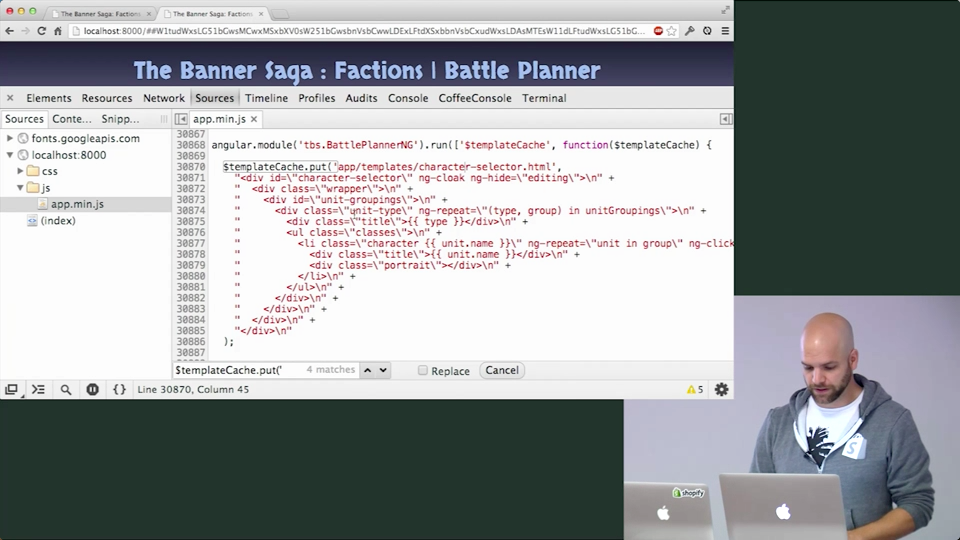 The Banner Saga: Faction
The Banner Saga: Faction
localhost:8000/##W1tudWxsLG51bGwsMCwxMSxbXV0sW251bGwsbnVsbCwwLDExLFtdXSxbbnVsbCxudWxsLDAsMTEsW11dLFtudWxsLG51bG...
The Banner Saga : Factions | Battle Planner
Elements Resources Network Sources Timeline Profiles Audits Console CoffeeConsole Terminal
Sources Conte... Snipp... app.min.js
fonts.googleapis.com
localhost:8000
css
js
app.min.js
(index)
30867
30868 angular.module('tbs.BattlePlannerNG').run(['$templateCache', function($templateCache) {
30869
30870 $templateCache.put('app/templates/character-selector.html',
30871 "<div id=\"character-selector\" ng-cloak ng-hide=\"editing\">\n" +
30872 " <div class=\"wrapper\">\n" +
30873 " <div id=\"unit-groupings\">\n" +
30874 " <div class=\"unit-type\" ng-repeat=\"(type, group) in unitGroupings\">\n" +
30875 " <div class=\"title\">{{ type }}</div>\n" +
30876 " <ul class=\"classes\">\n" +
30877 " <li class=\"character {{ unit.name }}\" ng-repeat=\"unit in group\" ng-click
30878 " <div class=\"title\">{{ unit.name }}</div>\n" +
30879 " <div class=\"portrait\"></div>\n" +
30880 " </li>\n" +
30881 " </ul>\n" +
30882 " </div>\n" +
30883 " </div>\n" +
30884 " </div>\n" +
30885 "</div>\n"
30886 );
30887
$templateCache.put(' 4 matches Replace Cancel
Line 30870, Column 45 5
shopify